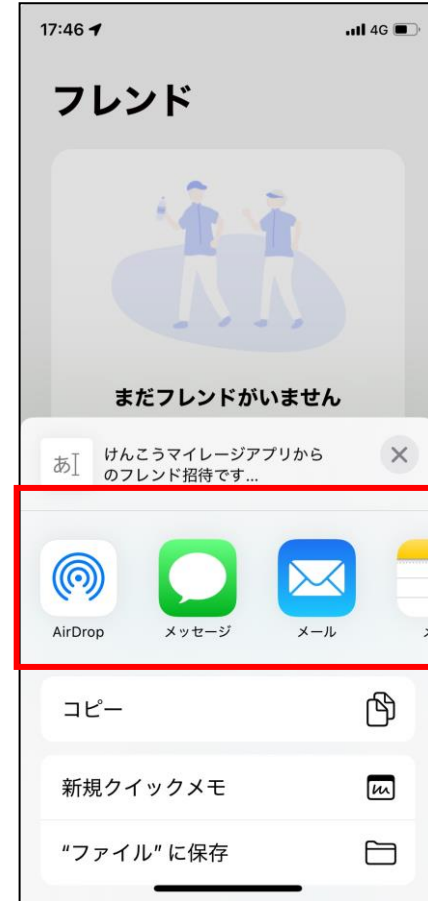 17:46
4G
フレンド
まだフレンドがいません
あ
けんこうマイレージアプリから
のフレンド招待です...
AirDrop
メッセージ
メール
コピー
新規クイックメモ
“ファイル” に保存